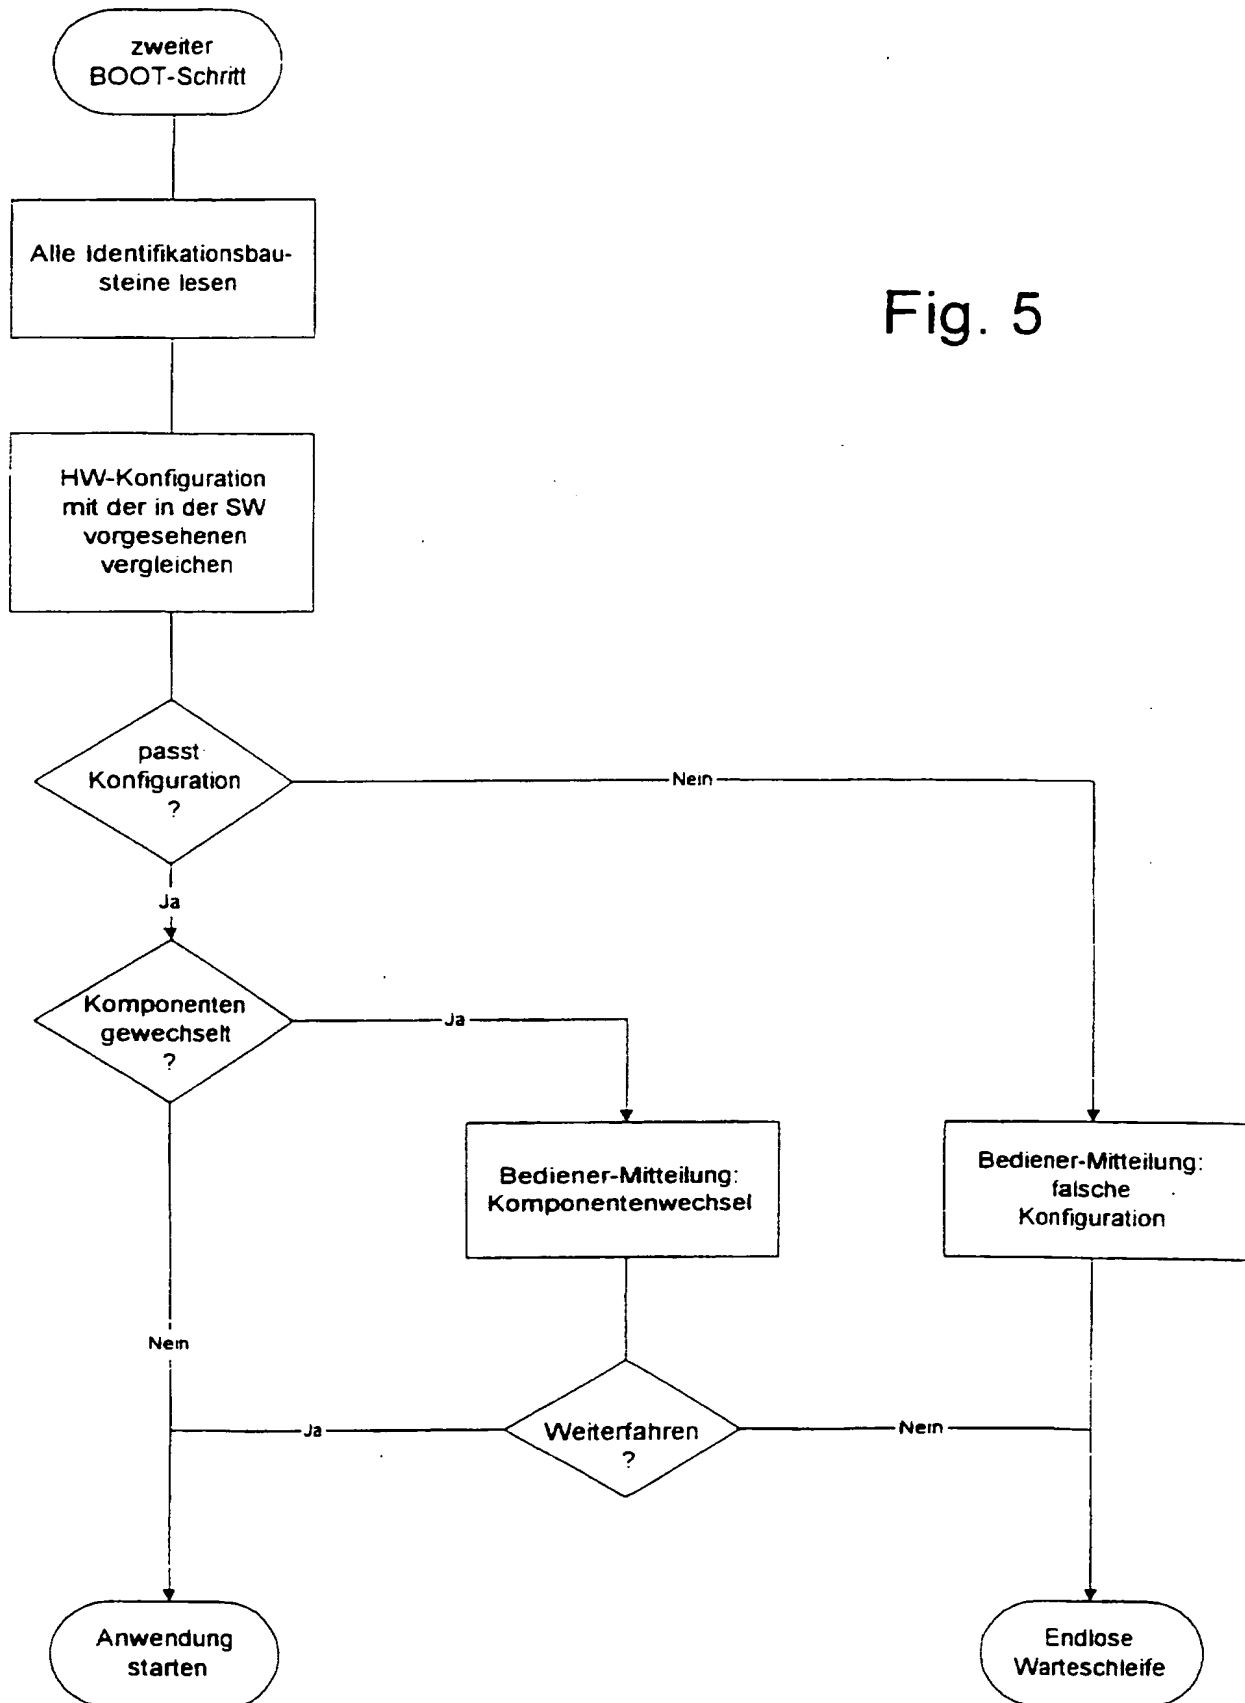 zweiter
BOOT-Schritt
Alle Identifikationsbau-
steine lesen
Fig. 5
HW-Konfiguration
mit der in der SW
vorgesehenen
vergleichen
passt
Konfiguration
?
Nein
Ja
Komponenten
gewechselt
?
Ja
Bediener-Mitteilung:
Komponentenwechsel
Bediener-Mitteilung:
falsche
Konfiguration
Nein
Weiterfahren
?
Ja
Nein
Anwendung
starten
Endlose
Warteschleife